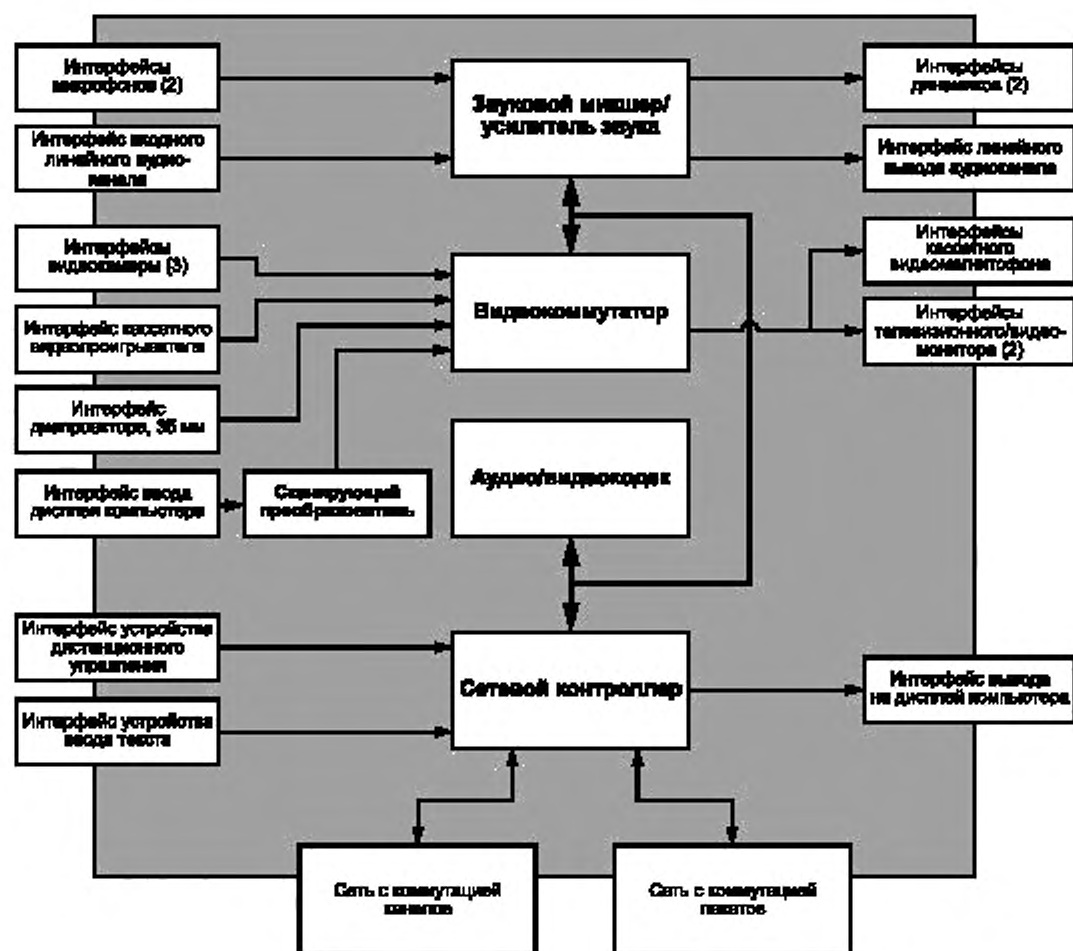 Интерфейсы
микрофонов (2)
Звуковой микшер/
усилитель звука
Интерфейсы
динамиков (2)
Интерфейс входного
линейного аудио-
канала
Интерфейс линейного
вывода аудиоканала
Интерфейсы
видеокамеры (3)
Интерфейсы
кассетного
видеомагнитофона
Интерфейс кассетного
видеопроигрывателя
Видеокоммутатор
Интерфейсы
телевизионного/видео-
монитора (2)
Интерфейс
диапроектора, 35 мм
Интерфейс ввода
дисплея компьютера
Сканирующий
преобразователь
Аудио/видеокодек
Интерфейс устройства
дистанционного
управления
Сетевой контроллер
Интерфейс вывода
на дисплей компьютера
Интерфейс устройства
ввода текста
Сеть с коммутацией
каналов
Сеть с коммутацией
пакетов